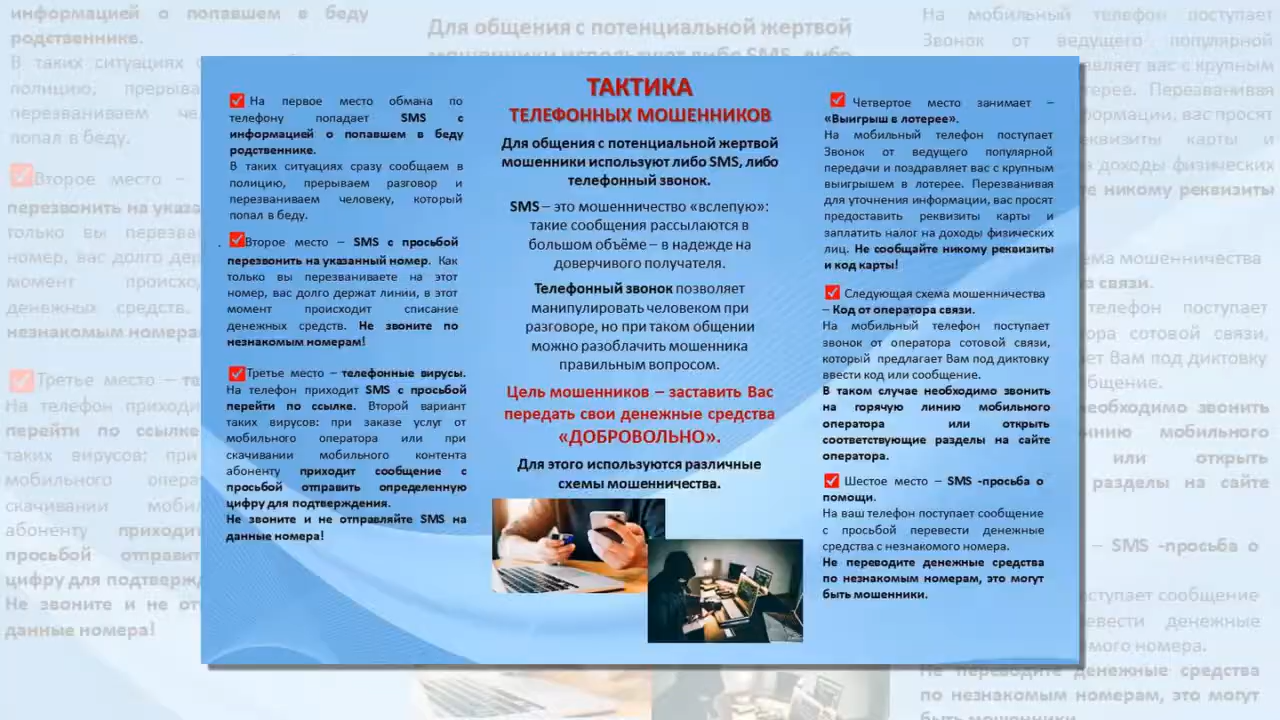 На первое место обмана по
телефону попадает SMS с
информацией о попавшем в беду
родственнике.
В таких ситуациях сразу сообщаем в
полицию, прерываем разговор и
перезваниваем человеку, который
попал в беду.
Второе место – SMS с просьбой
перезвонить на указанный номер. Как
только вы перезваниваете на этот
номер, вас долго держат линии, в этот
момент происходит списание
денежных средств. Не звоните по
незнакомым номерам!
Третье место – телефонные вирусы.
На телефон приходит SMS с просьбой
перейти по ссылке. Второй вариант
таких вирусов: при заказе услуг от
мобильного оператора или при
скачивании мобильного контента
абоненту приходит сообщение с
просьбой отправить определенную
цифру для подтверждения.
Не звоните и не отправляйте SMS на
данные номера!
ТАКТИКА
ТЕЛЕФОННЫХ МОШЕННИКОВ
Для общения с потенциальной жертвой
мошенники используют либо SMS, либо
телефонный звонок.
SMS – это мошенничество «вслепую»:
такие сообщения рассылаются в
большом объёме – в надежде на
доверчивого получателя.
Телефонный звонок позволяет
манипулировать человеком при
разговоре, но при таком общении
можно разоблачить мошенника
правильным вопросом.
Цель мошенников – заставить Вас
передать свои денежные средства
«ДОБРОВОЛЬНО».
Для этого используются различные
схемы мошенничества.
Четвертое место занимает –
«Выигрыш в лотерее».
На мобильный телефон поступает
Звонок от ведущего популярной
передачи и поздравляет вас с крупным
выигрышем в лотерее. Перезванивая
для уточнения информации, вас просят
предоставить реквизиты карты и
заплатить налог на доходы физических
лиц. Не сообщайте никому реквизиты
и код карты!
Следующая схема мошенничества
– Код от оператора связи.
На мобильный телефон поступает
звонок от оператора сотовой связи,
который предлагает Вам под диктовку
ввести код или сообщение.
В таком случае необходимо звонить
на горячую линию мобильного
оператора или открыть
соответствующие разделы на сайте
оператора.
Шестое место – SMS -просьба о
помощи.
На ваш телефон поступает сообщение
с просьбой перевести денежные
средства с незнакомого номера.
Не переводите денежные средства
по незнакомым номерам, это могут
быть мошенники.